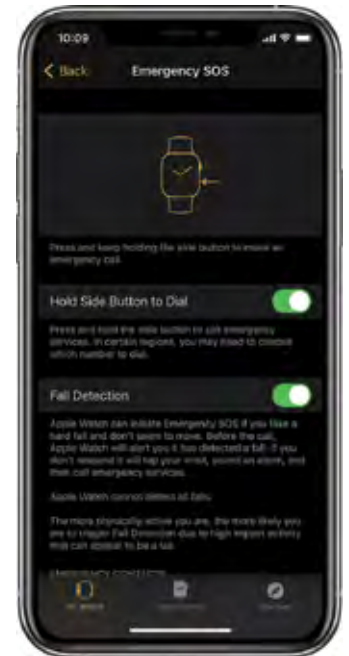 10:09
Back
Emergency SOS
Press and keep holding the side button to make an
emergency call.
Hold Side Button to Dial
Press and hold the side button to call emergency
services. In certain regions, you may need to choose
which number to dial.
Fall Detection
Apple Watch can initiate Emergency SOS if you take a
hard fall and don't seem to move. Before the call,
Apple Watch will alert you it has detected a fall. If you
don't respond it will tap your wrist, sound an alarm, and
then call emergency services.
Apple Watch cannot detect all falls.
The more physically active you are, the more likely you
are to trigger Fall Detection due to high impact activity
that can appear to be a fall.
EMERGENCY CONTACTS